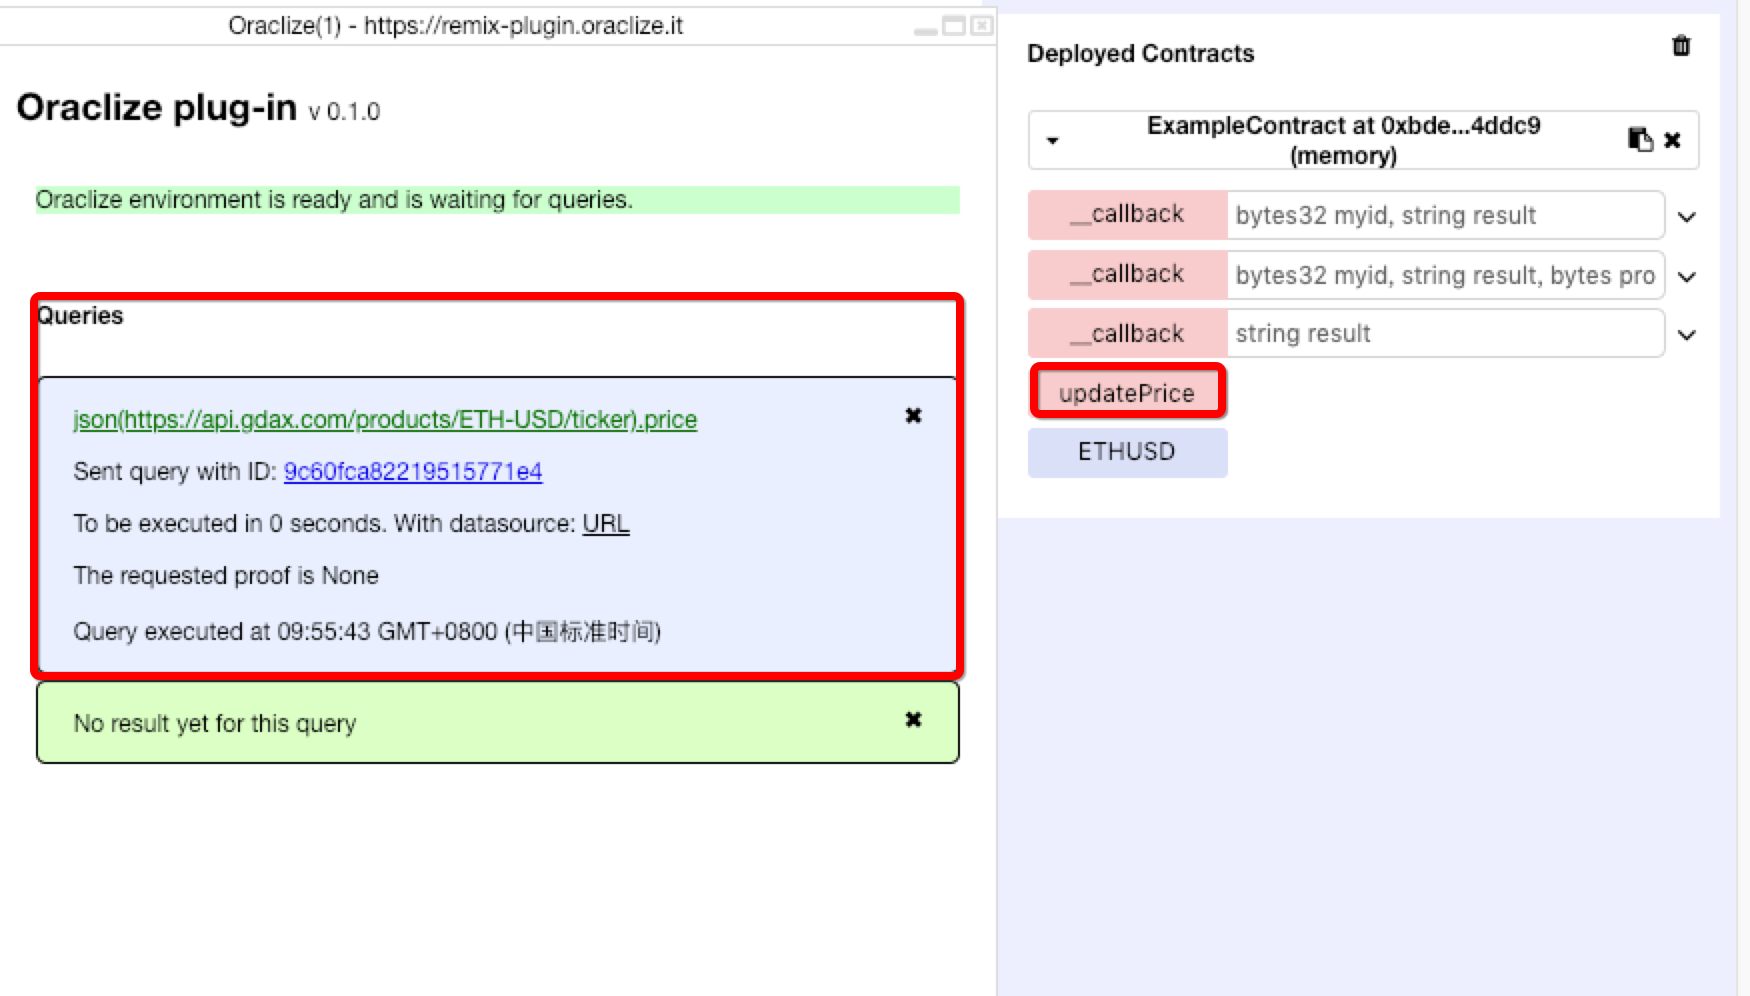 Oraclize(1) - https://remix-plugin.oraclize.it
Oraclize plug-in v 0.1.0
Oraclize environment is ready and is waiting for queries.
Queries
json(https://api.gdax.com/products/ETH-USD/ticker).price
Sent query with ID: 9c60fca82219515771e4
To be executed in 0 seconds. With datasource: URL
The requested proof is None
Query executed at 09:55:43 GMT+0800 (中国标准时间)
No result yet for this query
Deployed Contracts
ExampleContract at 0xbde...4ddc9
(memory)
__callback bytes32 myid, string result
__callback bytes32 myid, string result, bytes pro
__callback string result
updatePrice
ETHUSD